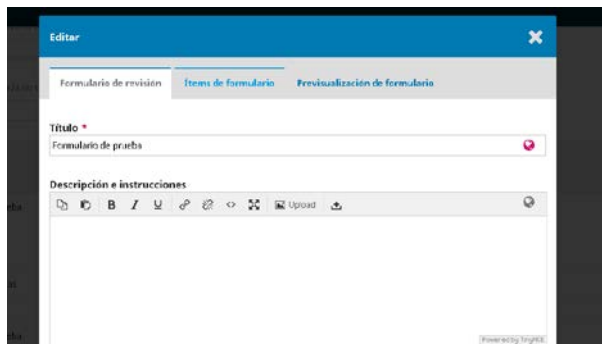 Editar
Formulario de revisión Ítems de formulario Previsualización de formulario
Título *
Formulario de prueba
Descripción e instrucciones
B I U Upload
Powered by TinyMCE